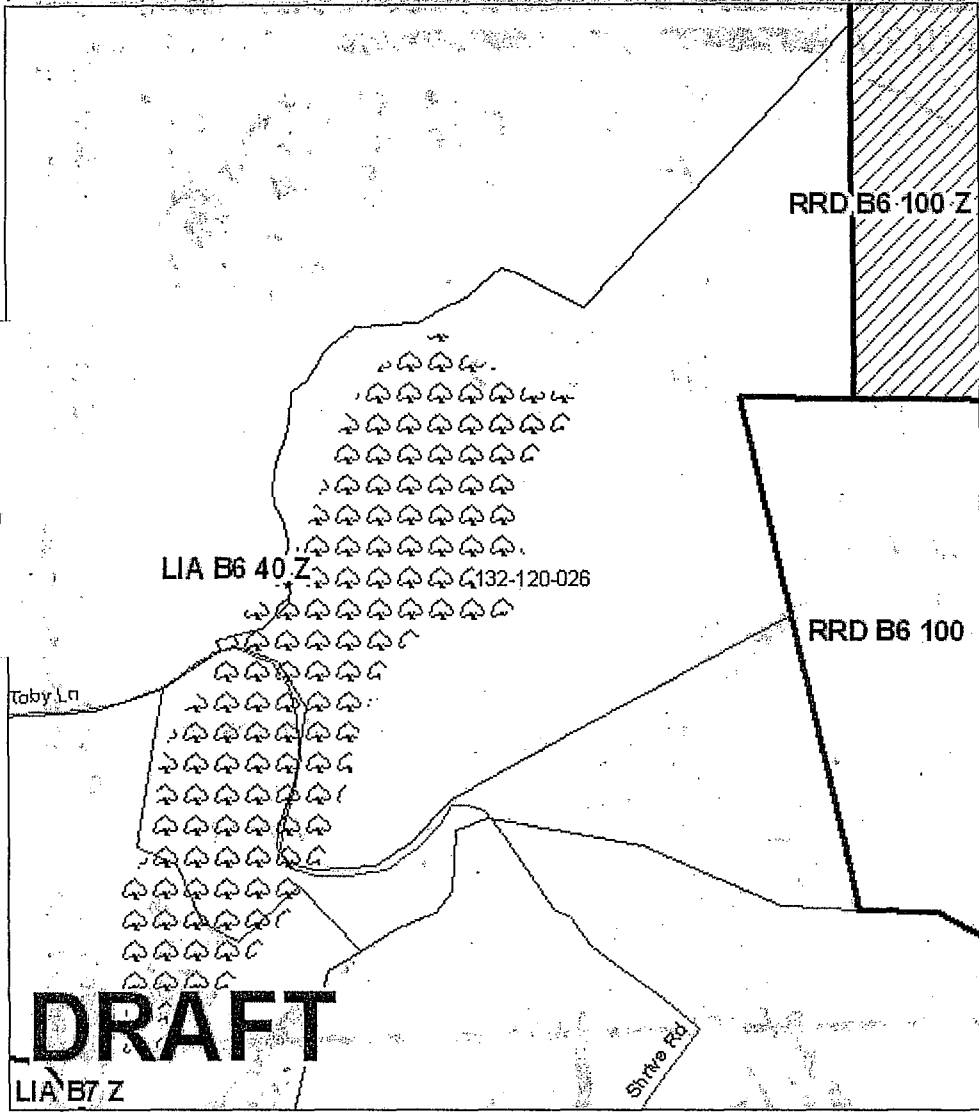 RRD B6 100 Z
LIA B6 40 Z
132-120-026
RRD B6 100
Toby Ln
DRAFT
Shrive Rd
LIA B7 Z